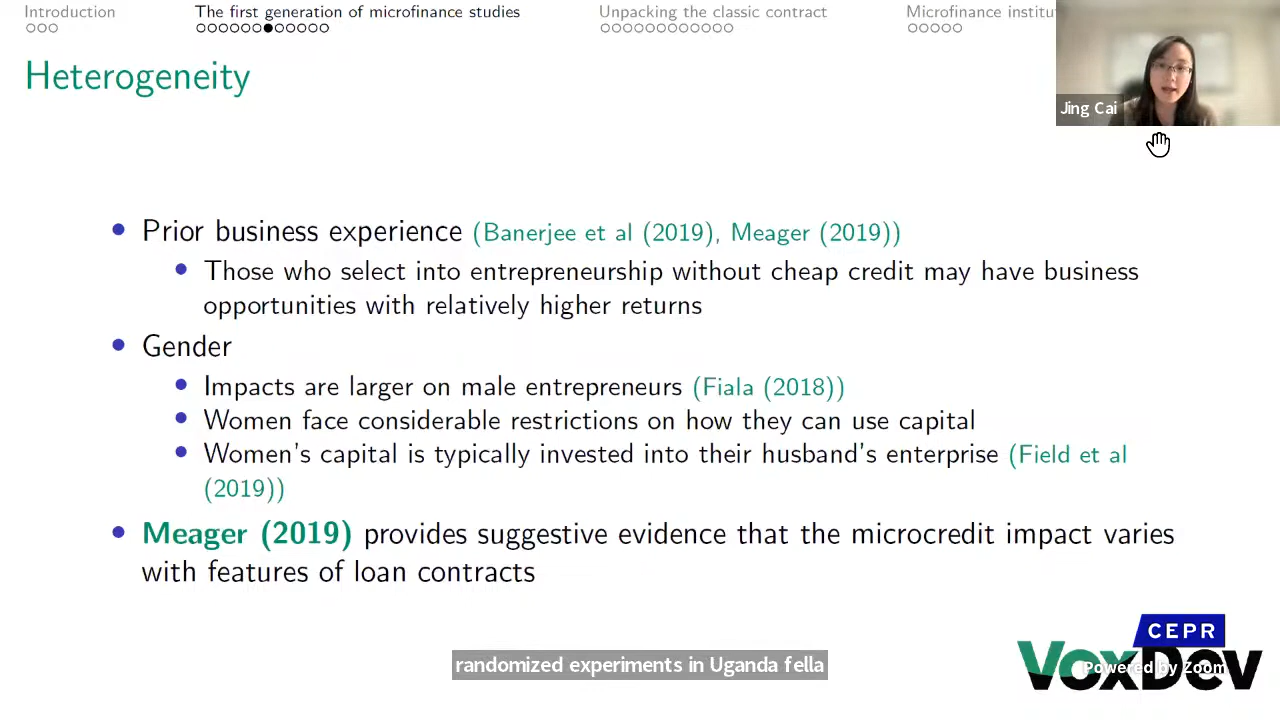 Introduction
The first generation of microfinance studies
Unpacking the classic contract
Microfinance institu
Heterogeneity
Jing Cai
Prior business experience (Banerjee et al (2019), Meager (2019))
Those who select into entrepreneurship without cheap credit may have business
opportunities with relatively higher returns
Gender
Impacts are larger on male entrepreneurs (Fiala (2018))
Women face considerable restrictions on how they can use capital
Women's capital is typically invested into their husband's enterprise (Field et al
(2019))
Meager (2019) provides suggestive evidence that the microcredit impact varies
with features of loan contracts
randomized experiments in Uganda fella
CEPR
VoxDev
Powered by Zoom